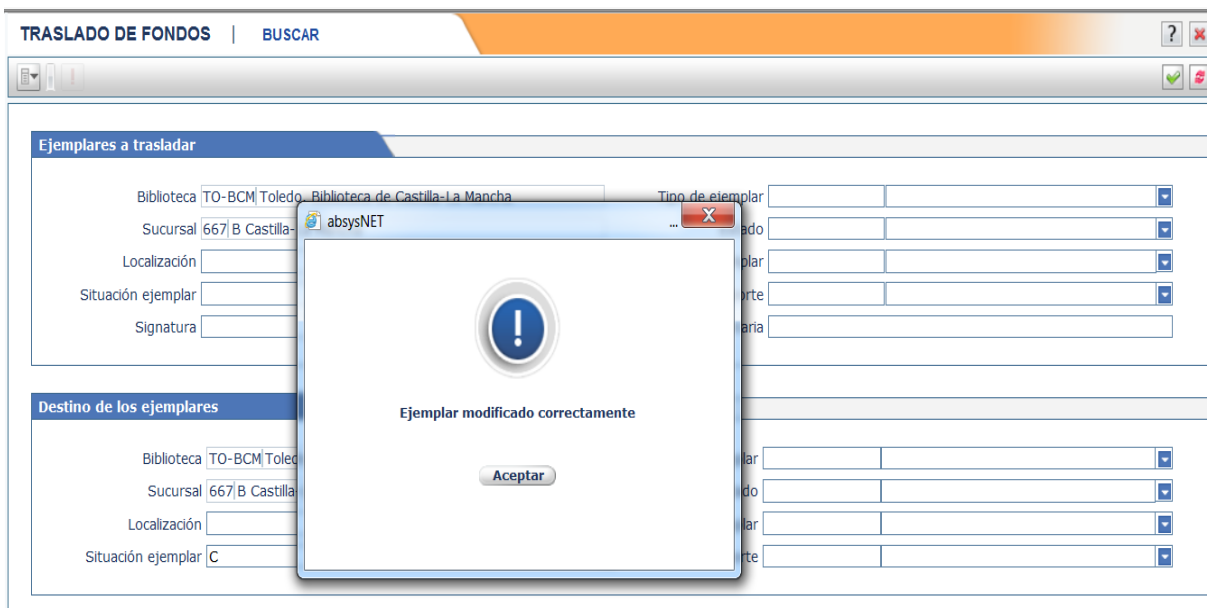 TRASLADO DE FONDOS | BUSCAR
?
Ejemplares a trasladar
Biblioteca TO-BCM Toledo, Biblioteca de Castilla-La Mancha Tipo de ejemplar
Sucursal 667 B Castilla- ado
Localización plar
Situación ejemplar orte
Signatura aria
absysNET ... X
!
Ejemplar modificado correctamente
Aceptar
Destino de los ejemplares
Biblioteca TO-BCM Toled lar
Sucursal 667 B Castilla- do
Localización lar
Situación ejemplar C rte